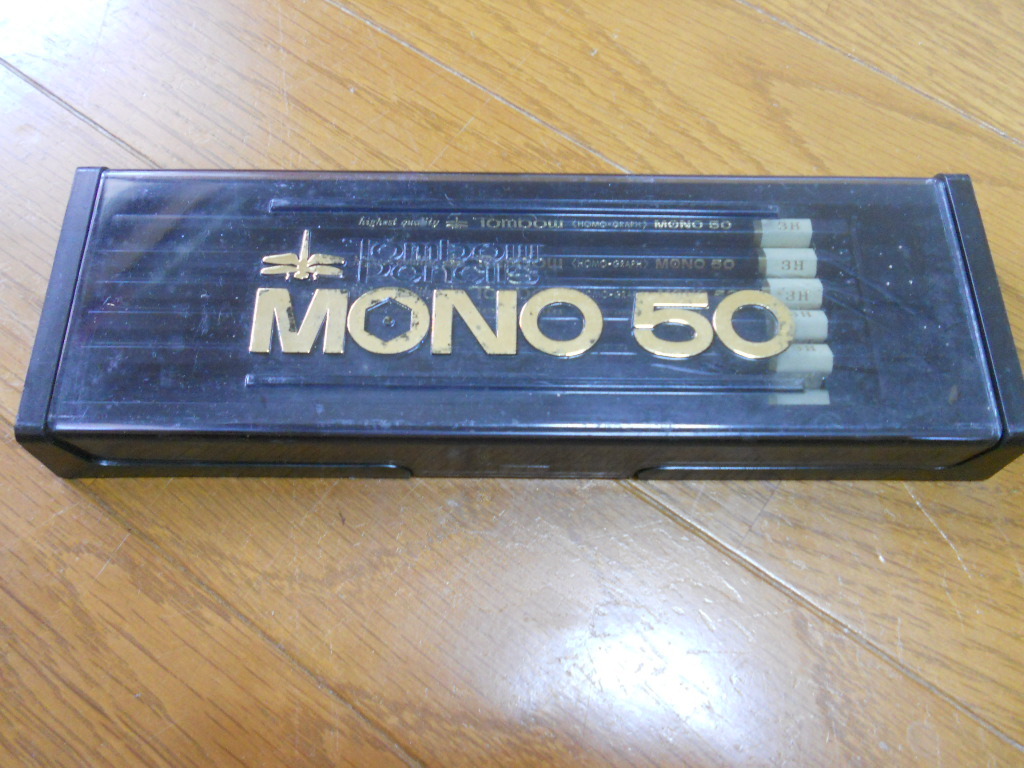 highest quality Tombow (HOMO-GRAPH) MONO 50
3H
Tombow
Pencils
(HOMO-GRAPH) MONO 50
3H
3H
MONO 50